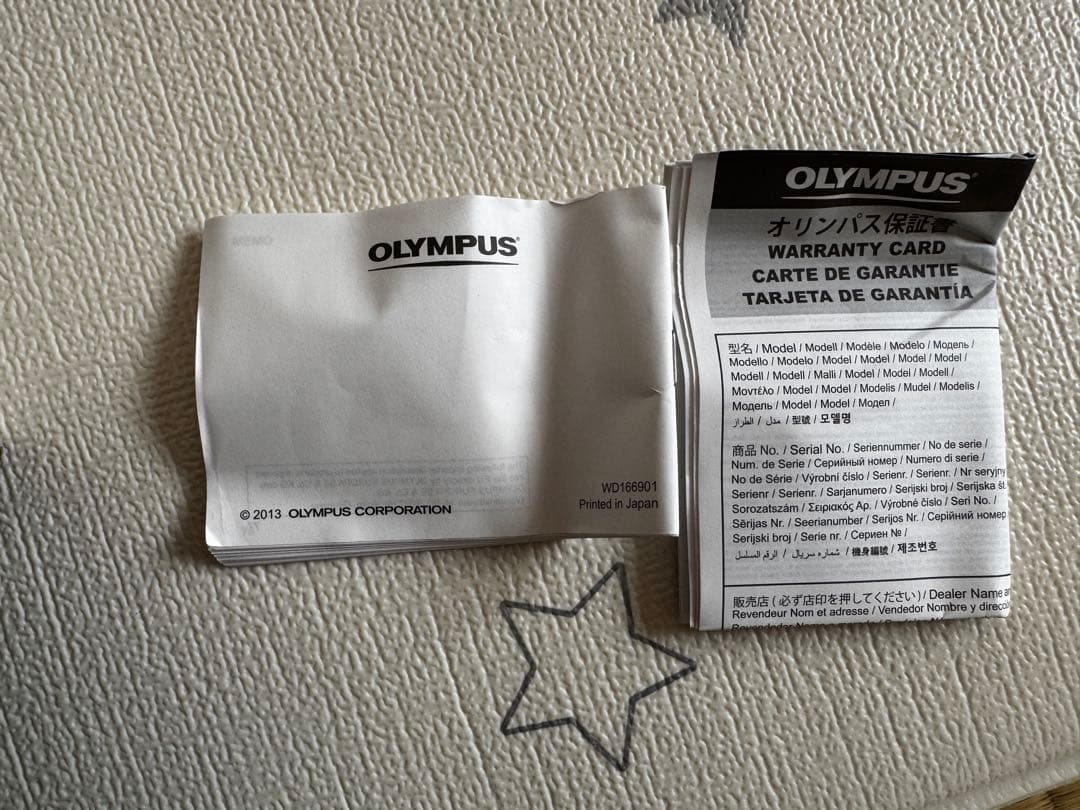 OLYMPUS
© 2013 OLYMPUS CORPORATION
WD166901
Printed in Japan
OLYMPUS
オリンパス保証書
WARRANTY CARD
CARTE DE GARANTIE
TARJETA DE GARANTÍA
型名 / Model / Modell / Modèle / Modelo / Модель /
Modello / Modelo / Model / Model / Model / Model /
Modell / Modell / Malli / Model / Model / Modell /
Μοντέλο / Model / Model / Modelis / Mudel / Modelis /
Модель / Model / Model / Модел /
الطراز / مدل / 型號 / 모델명
商品 No. / Serial No. / Seriennummer / No de serie /
Num. de Serie / Серийный номер / Numero di serie /
No de Série / Výrobní číslo / Serienr. / Serienr. / Nr seryjny
Serienr / Serienr. / Sarjanumero / Serijski broj / Serijska št.
Sorozatszám / Σειριακός Αρ. / Výrobné číslo / Seri No. /
Sērijas Nr. / Seerianumber / Serijos Nr. / Серійний номер
Serijski broj / Serie nr. / Сериен № /
الرقم المسلسل / شماره سریال / 機身編號 / 제조번호
販売店 ( 必ず店印を押してください) / Dealer Name
Revendeur Nom et adresse / Vendedor Nombre y